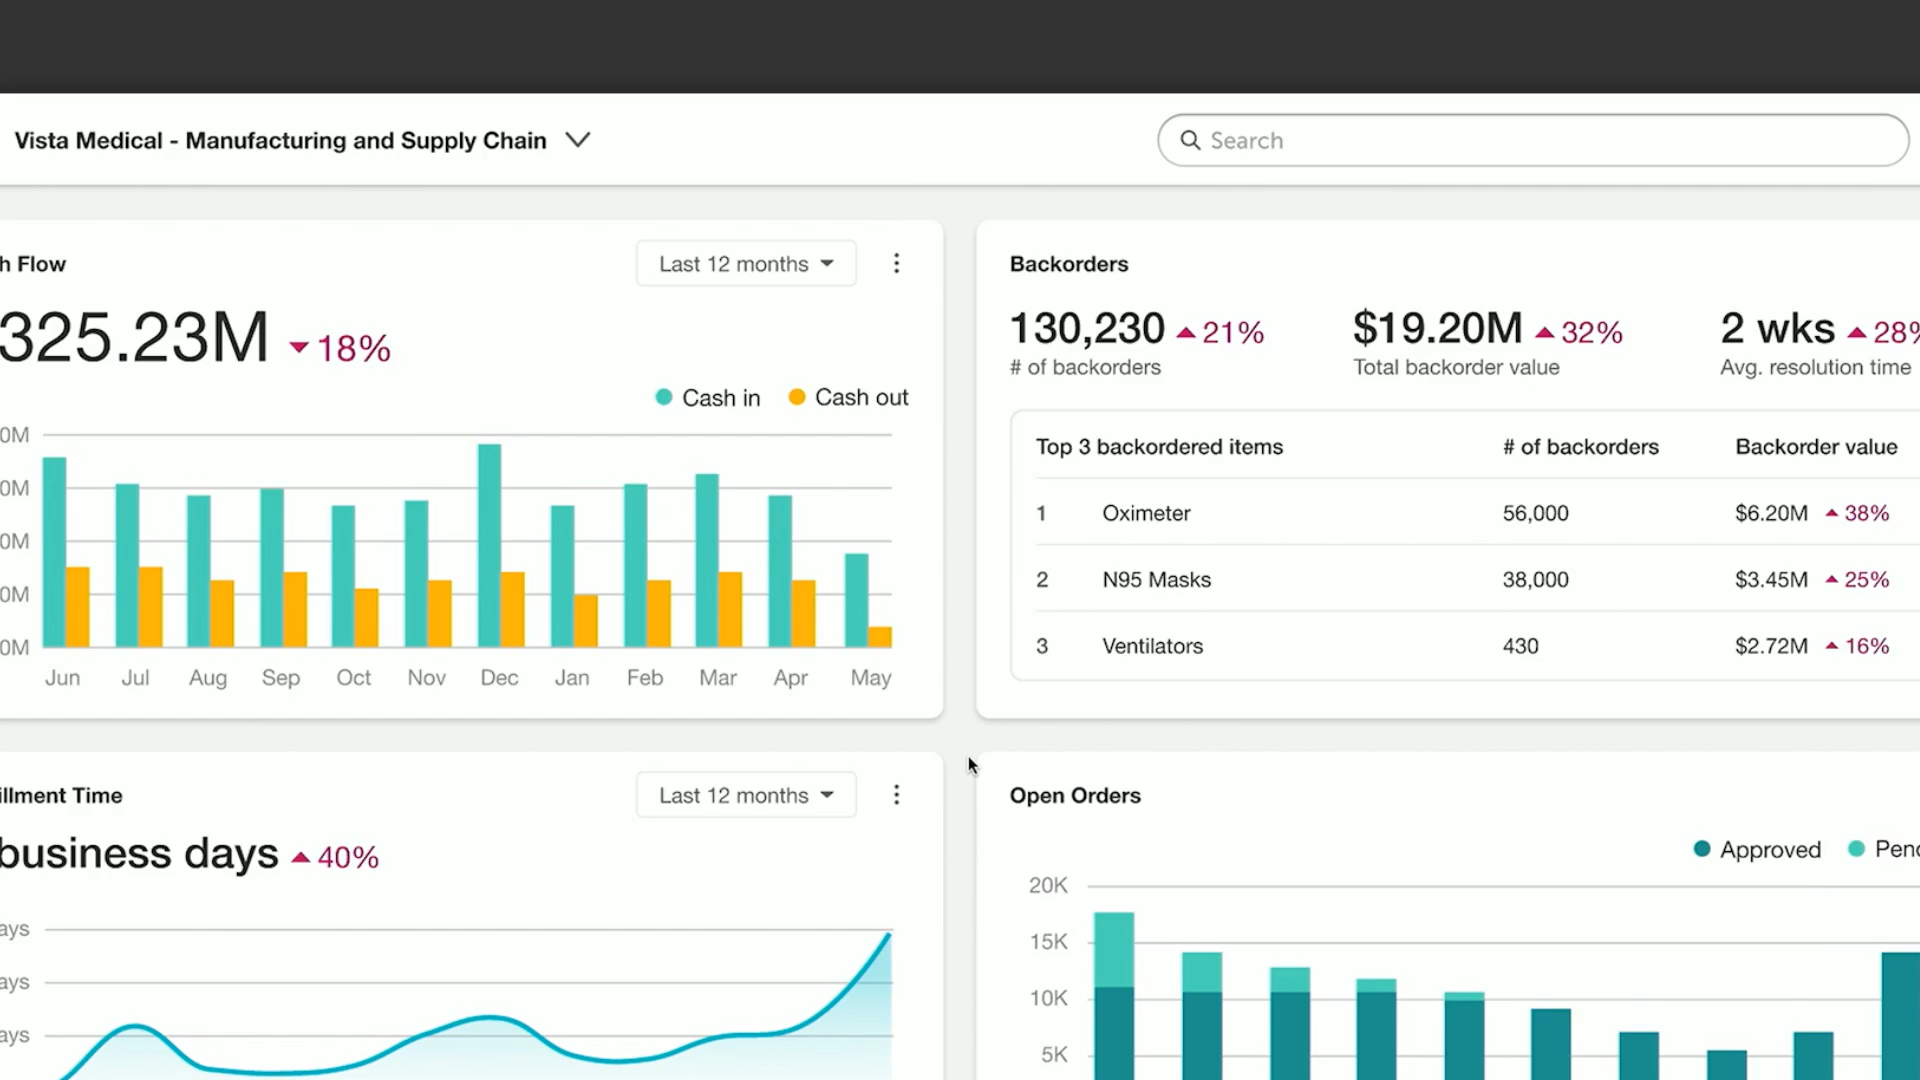 Vista Medical - Manufacturing and Supply Chain
Search
h Flow
Last 12 months
325.23M 18%
Cash in Cash out
0M
0M
0M
0M
0M
Jun Jul Aug Sep Oct Nov Dec Jan Feb Mar Apr May
Backorders
130,230 21%
# of backorders
$19.20M 32%
Total backorder value
2 wks 28%
Avg. resolution time
Top 3 backordered items # of backorders Backorder value
1 Oximeter 56,000 $6.20M 38%
2 N95 Masks 38,000 $3.45M 25%
3 Ventilators 430 $2.72M 16%
illment Time
Last 12 months
business days 40%
ays
ays
ays
Open Orders
Approved Pend
20K
15K
10K
5K